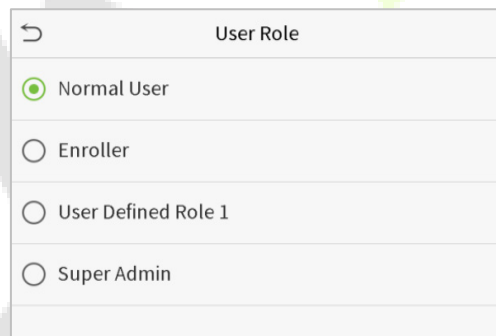 User Role
Normal User
Enroller
User Defined Role 1
Super Admin